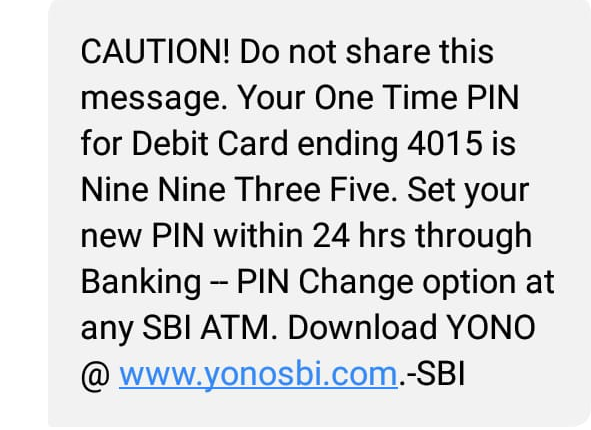 CAUTION! Do not share this
message. Your One Time PIN
for Debit Card ending 4015 is
Nine Nine Three Five. Set your
new PIN within 24 hrs through
Banking -- PIN Change option at
any SBI ATM. Download YONO
@ www.yonosbi.com.-SBI